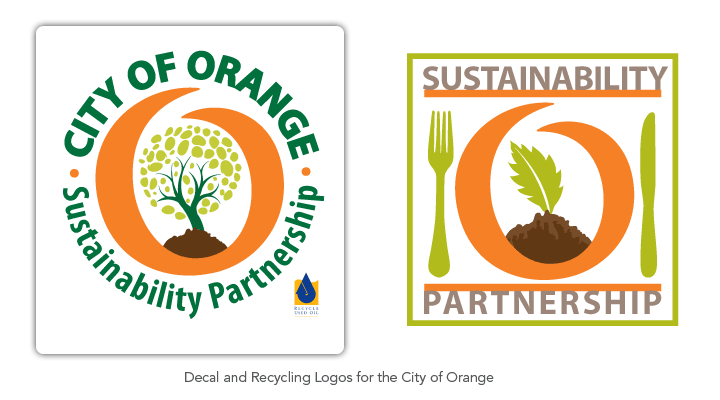 CITY OF ORANGE
Sustainability Partnership
RECYCLE
USED OIL
SUSTAINABILITY
PARTNERSHIP
Decal and Recycling Logos for the City of Orange